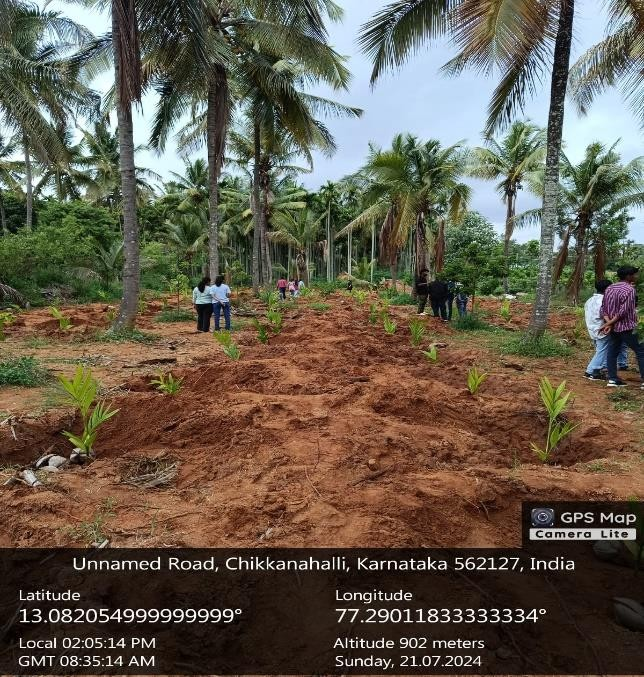 GPS Map
Camera Lite
Unnamed Road, Chikkanahalli, Karnataka 562127, India
Latitude
13.082054999999999°
Longitude
77.29011833333334°
Local 02:05:14 PM
GMT 08:35:14 AM
Altitude 902 meters
Sunday, 21.07.2024